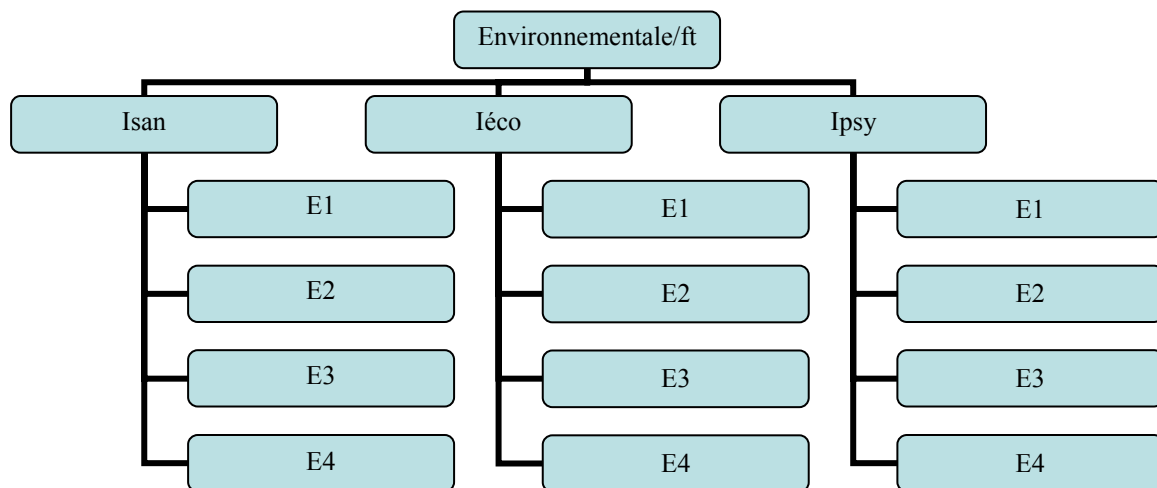 Environnementale/ft
Isan
Iéco
Ipsy
E1
E1
E1
E2
E2
E2
E3
E3
E3
E4
E4
E4